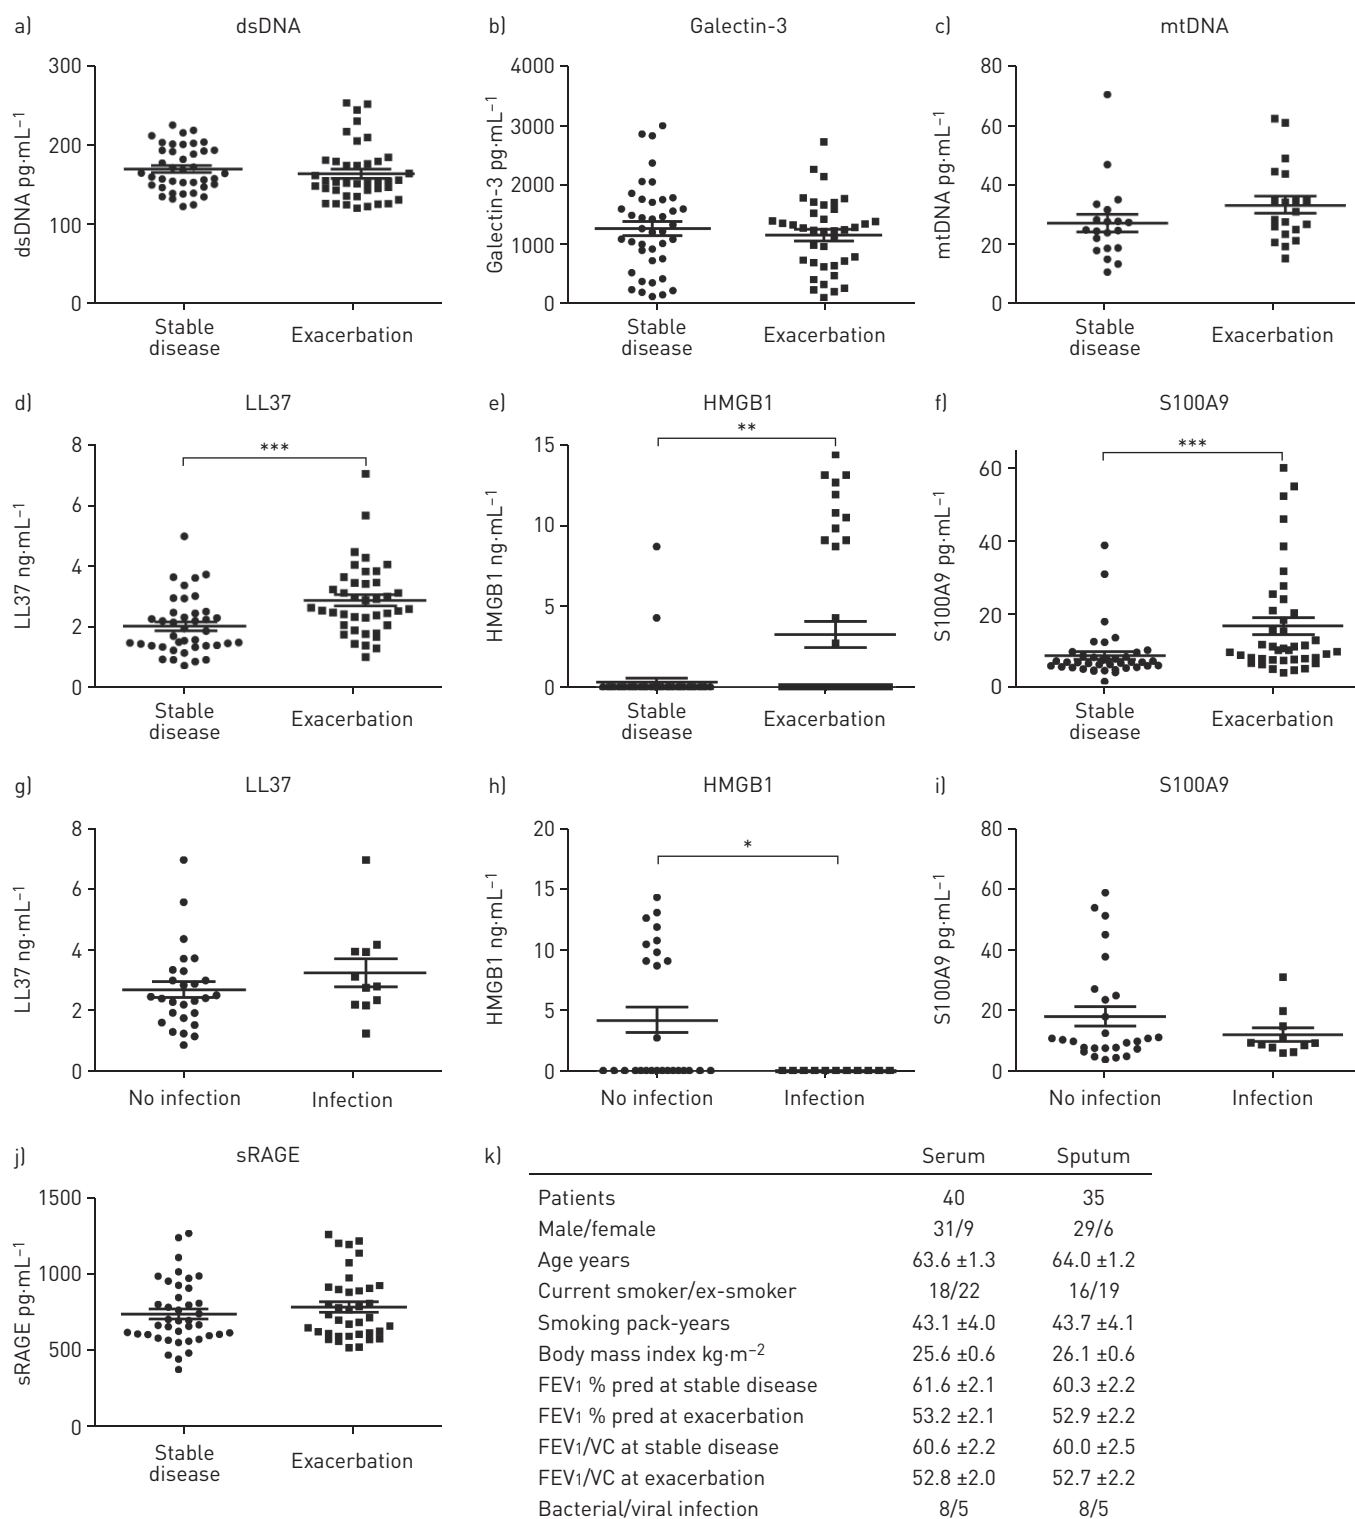 a)
dsDNA
dsDNA pg·mL⁻¹
300
200
100
0
Stable
disease
Exacerbation
b)
Galectin-3
Galectin-3 pg·mL⁻¹
4000
3000
2000
1000
0
Stable
disease
Exacerbation
c)
mtDNA
mtDNA pg·mL⁻¹
80
60
40
20
0
Stable
disease
Exacerbation
d)
LL37
LL37 ng·mL⁻¹
8
6
4
2
0
***
Stable
disease
Exacerbation
e)
HMGB1
HMGB1 ng·mL⁻¹
15
10
5
0
**
Stable
disease
Exacerbation
f)
S100A9
S100A9 pg·mL⁻¹
60
40
20
0
***
Stable
disease
Exacerbation
g)
LL37
LL37 ng·mL⁻¹
8
6
4
2
0
No infection
Infection
h)
HMGB1
HMGB1 ng·mL⁻¹
20
15
10
5
0
*
No infection
Infection
i)
S100A9
S100A9 pg·mL⁻¹
80
60
40
20
0
No infection
Infection
j)
sRAGE
sRAGE pg·mL⁻¹
1500
1000
500
0
Stable
disease
Exacerbation
k)
Serum Sputum
Patients 40 35
Male/female 31/9 29/6
Age years 63.6 ±1.3 64.0 ±1.2
Current smoker/ex-smoker 18/22 16/19
Smoking pack-years 43.1 ±4.0 43.7 ±4.1
Body mass index kg·m⁻² 25.6 ±0.6 26.1 ±0.6
FEV1 % pred at stable disease 61.6 ±2.1 60.3 ±2.2
FEV1 % pred at exacerbation 53.2 ±2.1 52.9 ±2.2
FEV1/VC at stable disease 60.6 ±2.2 60.0 ±2.5
FEV1/VC at exacerbation 52.8 ±2.0 52.7 ±2.2
Bacterial/viral infection 8/5 8/5